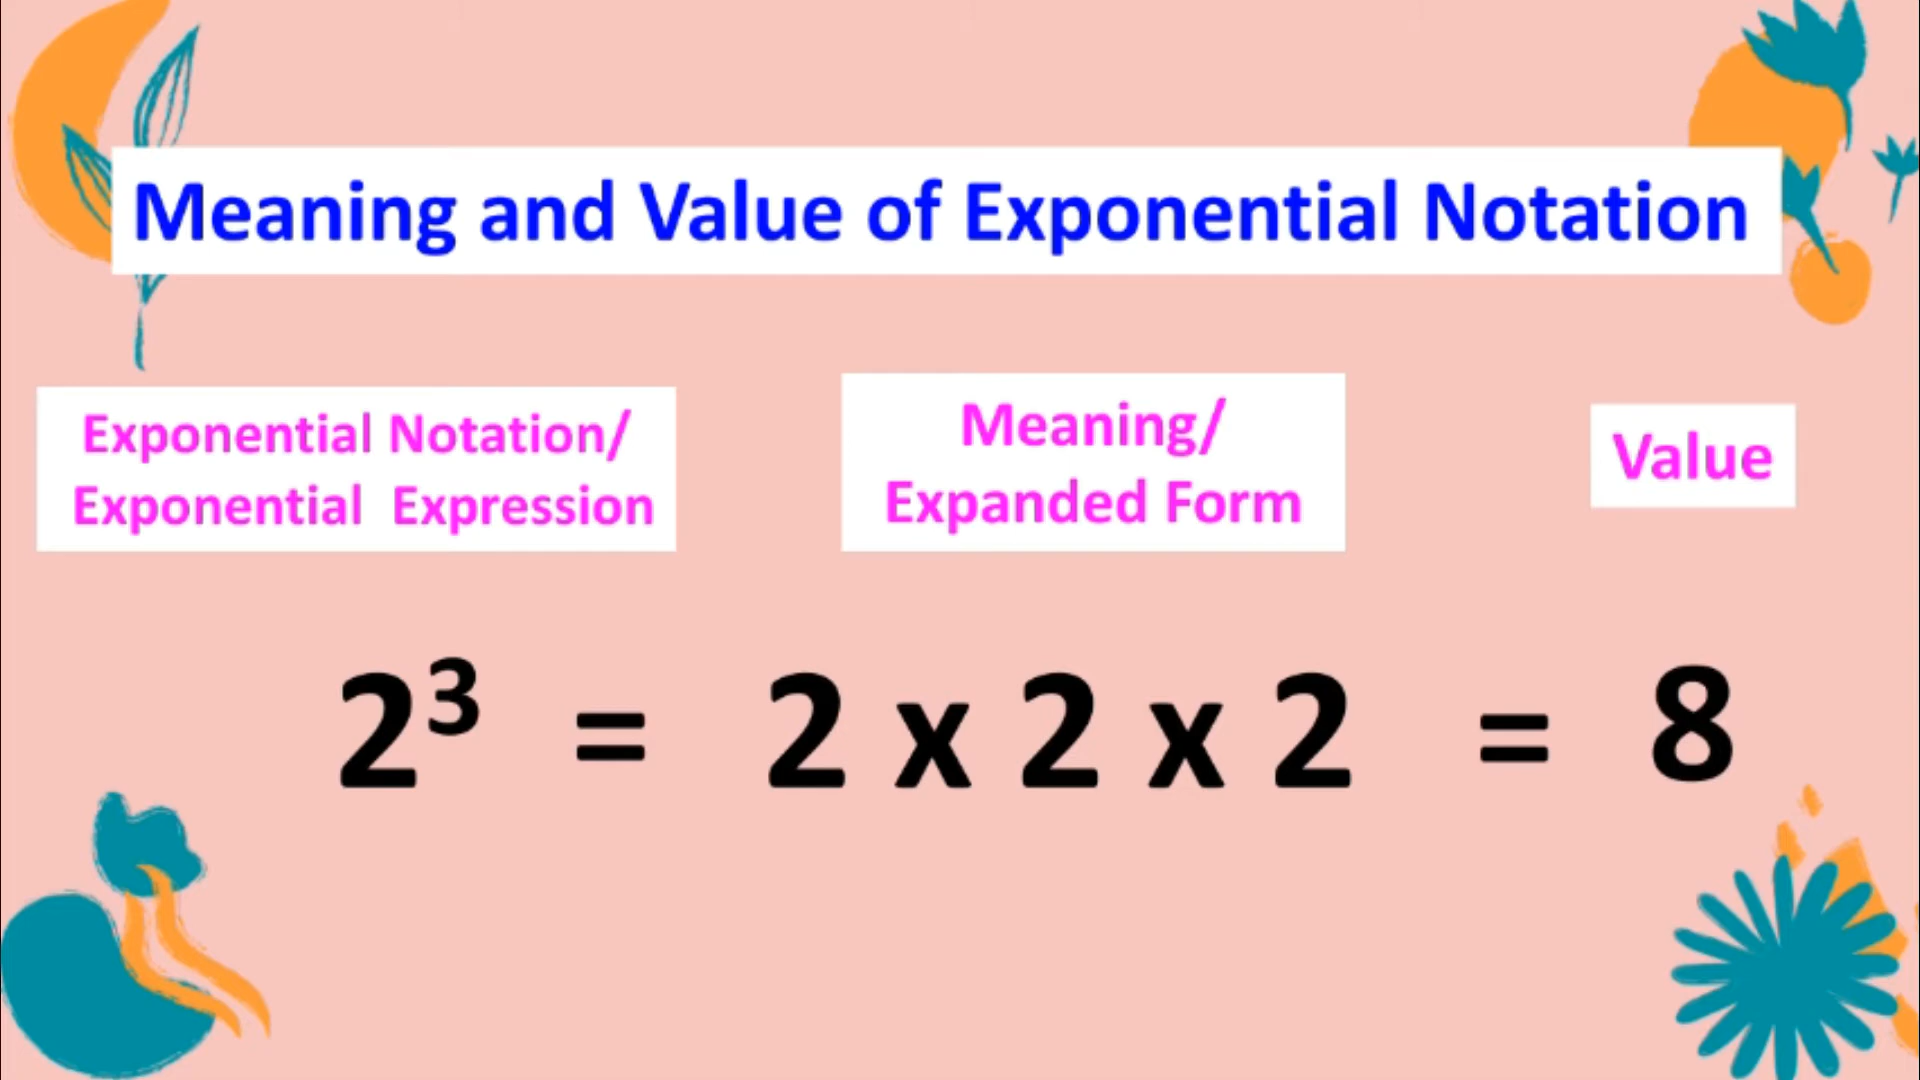 Meaning and Value of Exponential Notation
Exponential Notation/
Exponential Expression
Meaning/
Expanded Form
Value
2³ = 2 x 2 x 2 = 8